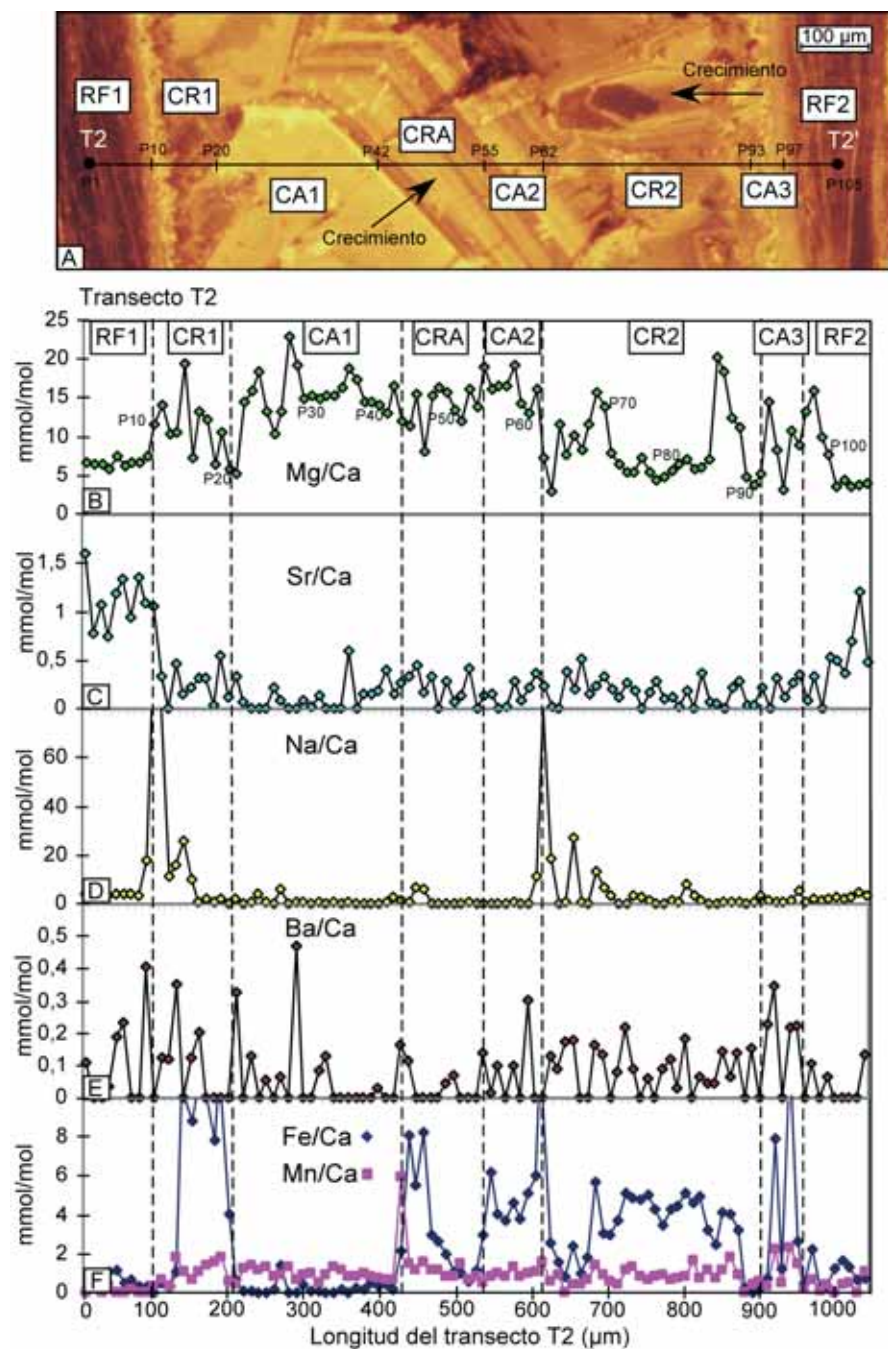 100 µm
Crecimiento
RF1
CR1
CRA
RF2
T2
T2'
P1
P10
P20
P42
P55
P62
P93
P97
P105
CA1
CA2
CR2
CA3
Crecimiento
A
Transecto T2
RF1
CR1
CA1
CRA
CA2
CR2
CA3
RF2
25
20
15
10
5
0
mmol/mol
P10
P20
P30
P40
P50
P60
P70
P80
P90
P100
Mg/Ca
B
1.5
1
0.5
0
mmol/mol
Sr/Ca
C
60
40
20
0
mmol/mol
Na/Ca
D
0,5
0,4
0,3
0,2
0,1
0
mmol/mol
Ba/Ca
E
8
6
4
2
0
mmol/mol
Fe/Ca
Mn/Ca
F
0 100 200 300 400 500 600 700 800 900 1000
Longitud del transecto T2 (µm)